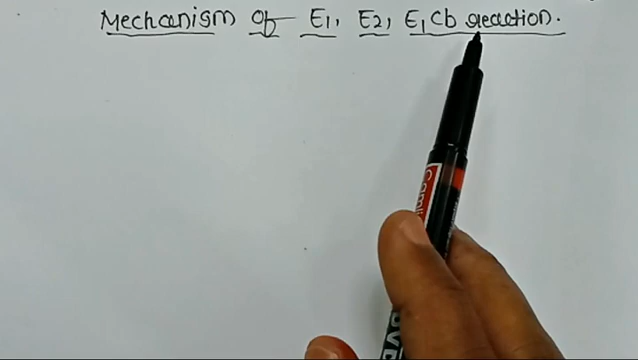 Mechanism of E1, E2, E1Cb reaction.